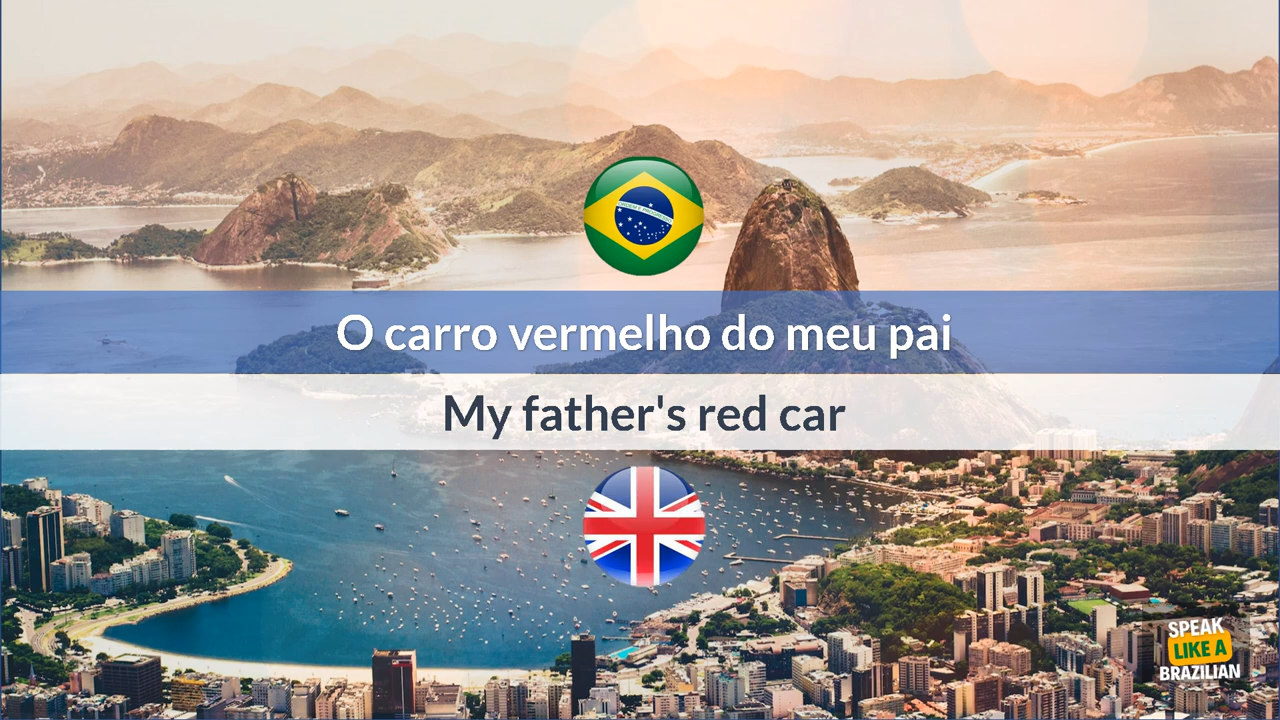 O carro vermelho do meu pai
My father's red car
SPEAK
LIKE A
BRAZILIAN